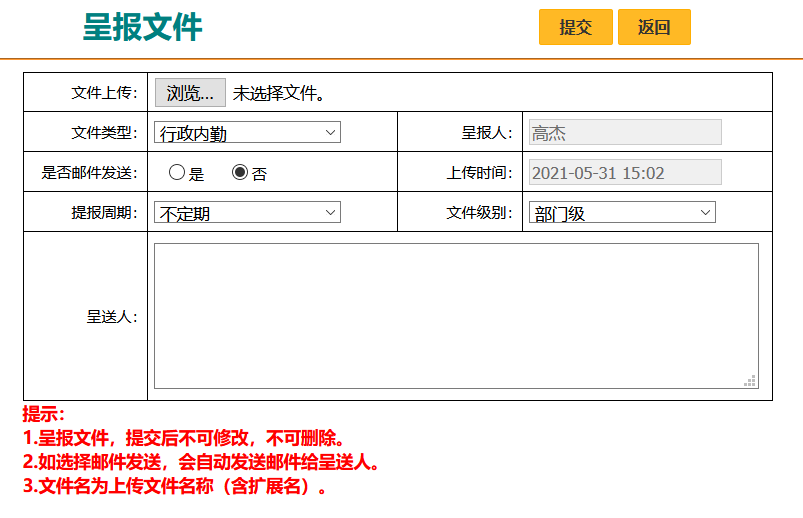 呈报文件 提交 返回
文件上传： 浏览... 未选择文件。
文件类型： 行政内勤 呈报人： 高杰
是否邮件发送： 是 否 上传时间： 2021-05-31 15:02
提报周期： 不定期 文件级别： 部门级
呈送人：
提示：
1.呈报文件，提交后不可修改，不可删除。
2.如选择邮件发送，会自动发送邮件给呈送人。
3.文件名为上传文件名称（含扩展名）。